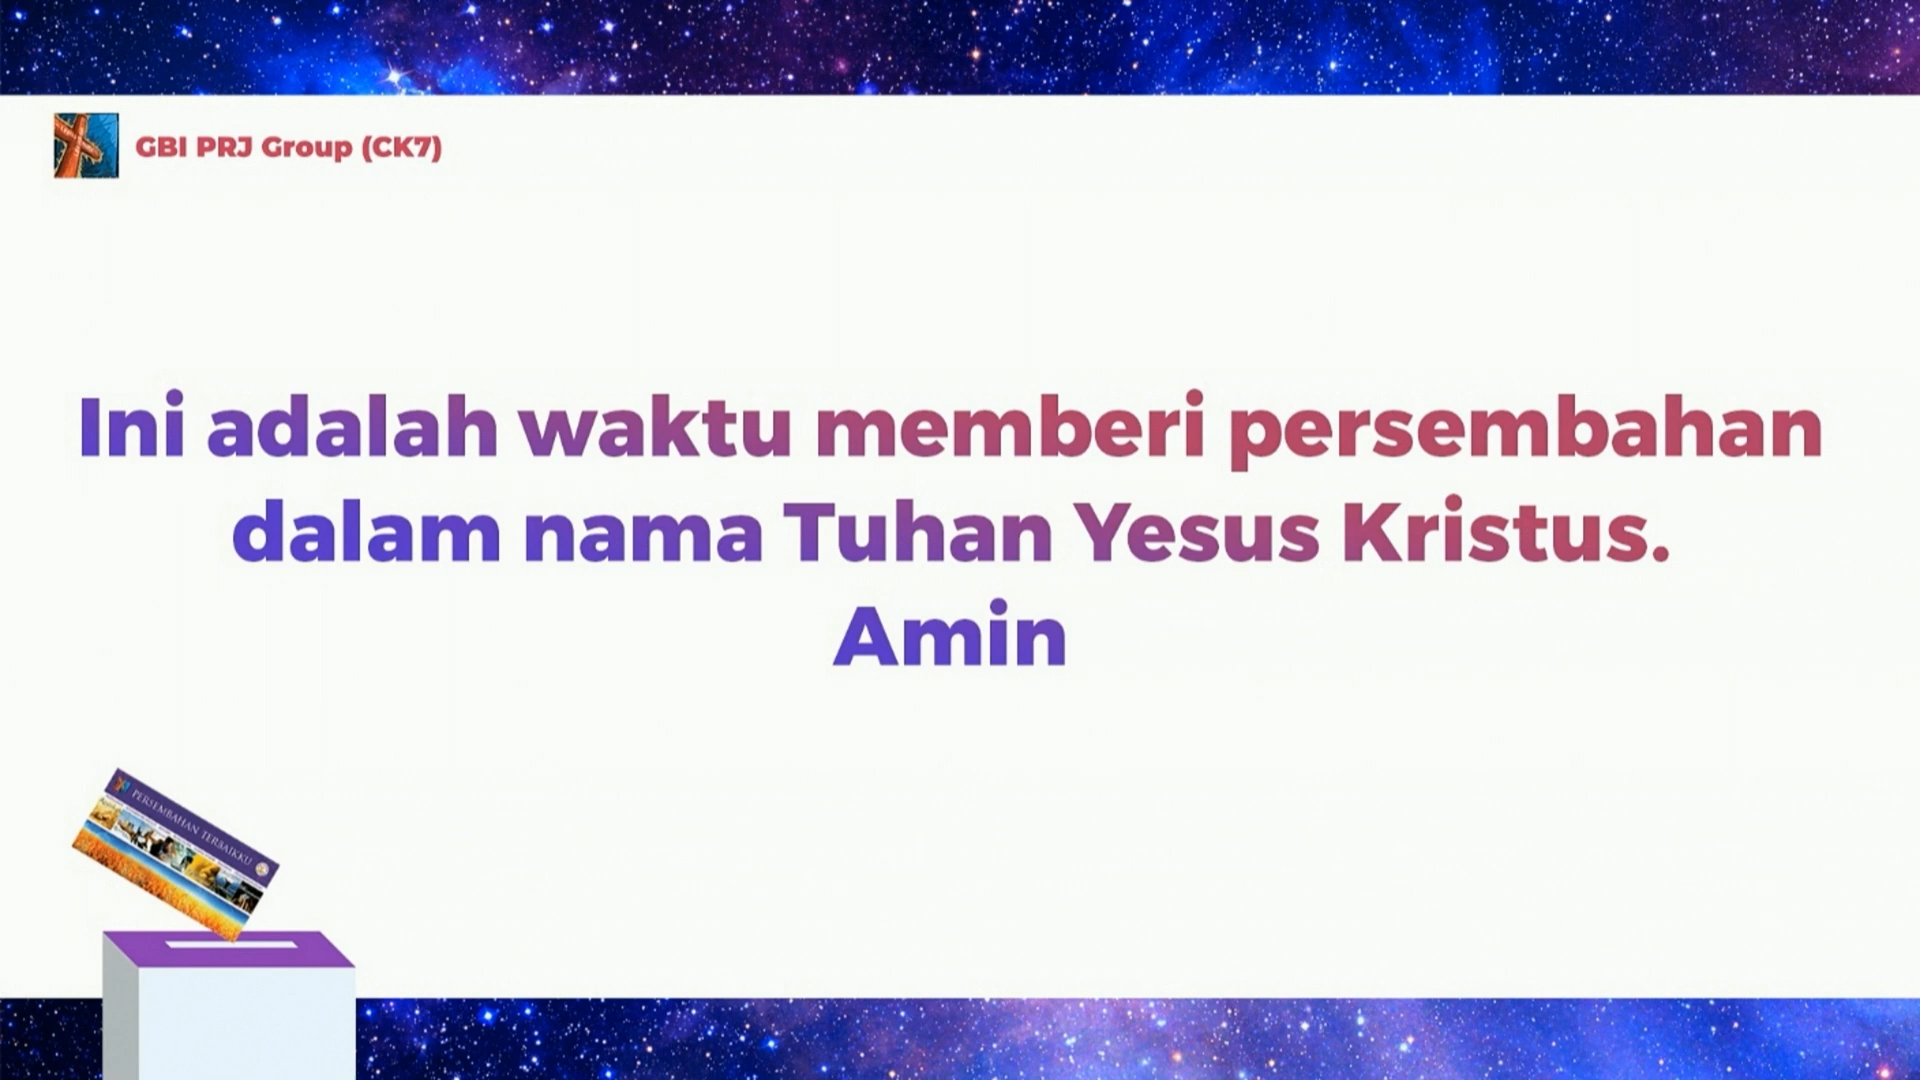 GBI PRJ Group (CK7)
Ini adalah waktu memberi persembahan
dalam nama Tuhan Yesus Kristus.
Amin
PERSEMBAHAN TERBAIKKU